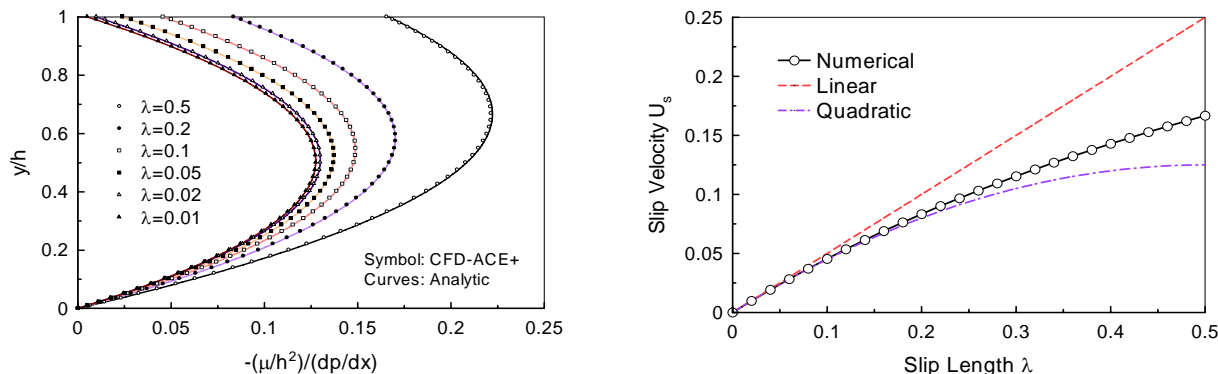 1
0.8
0.6
0.4
0.2
0
y/h
λ=0.5
λ=0.2
λ=0.1
λ=0.05
λ=0.02
λ=0.01
Symbol: CFD-ACE+
Curves: Analytic
0 0.05 0.1 0.15 0.2 0.25
-(μ/h²)/(dp/dx)
0.25
0.2
0.15
0.1
0.05
0
Slip Velocity Uₛ
Numerical
Linear
Quadratic
0 0.1 0.2 0.3 0.4 0.5
Slip Length λ